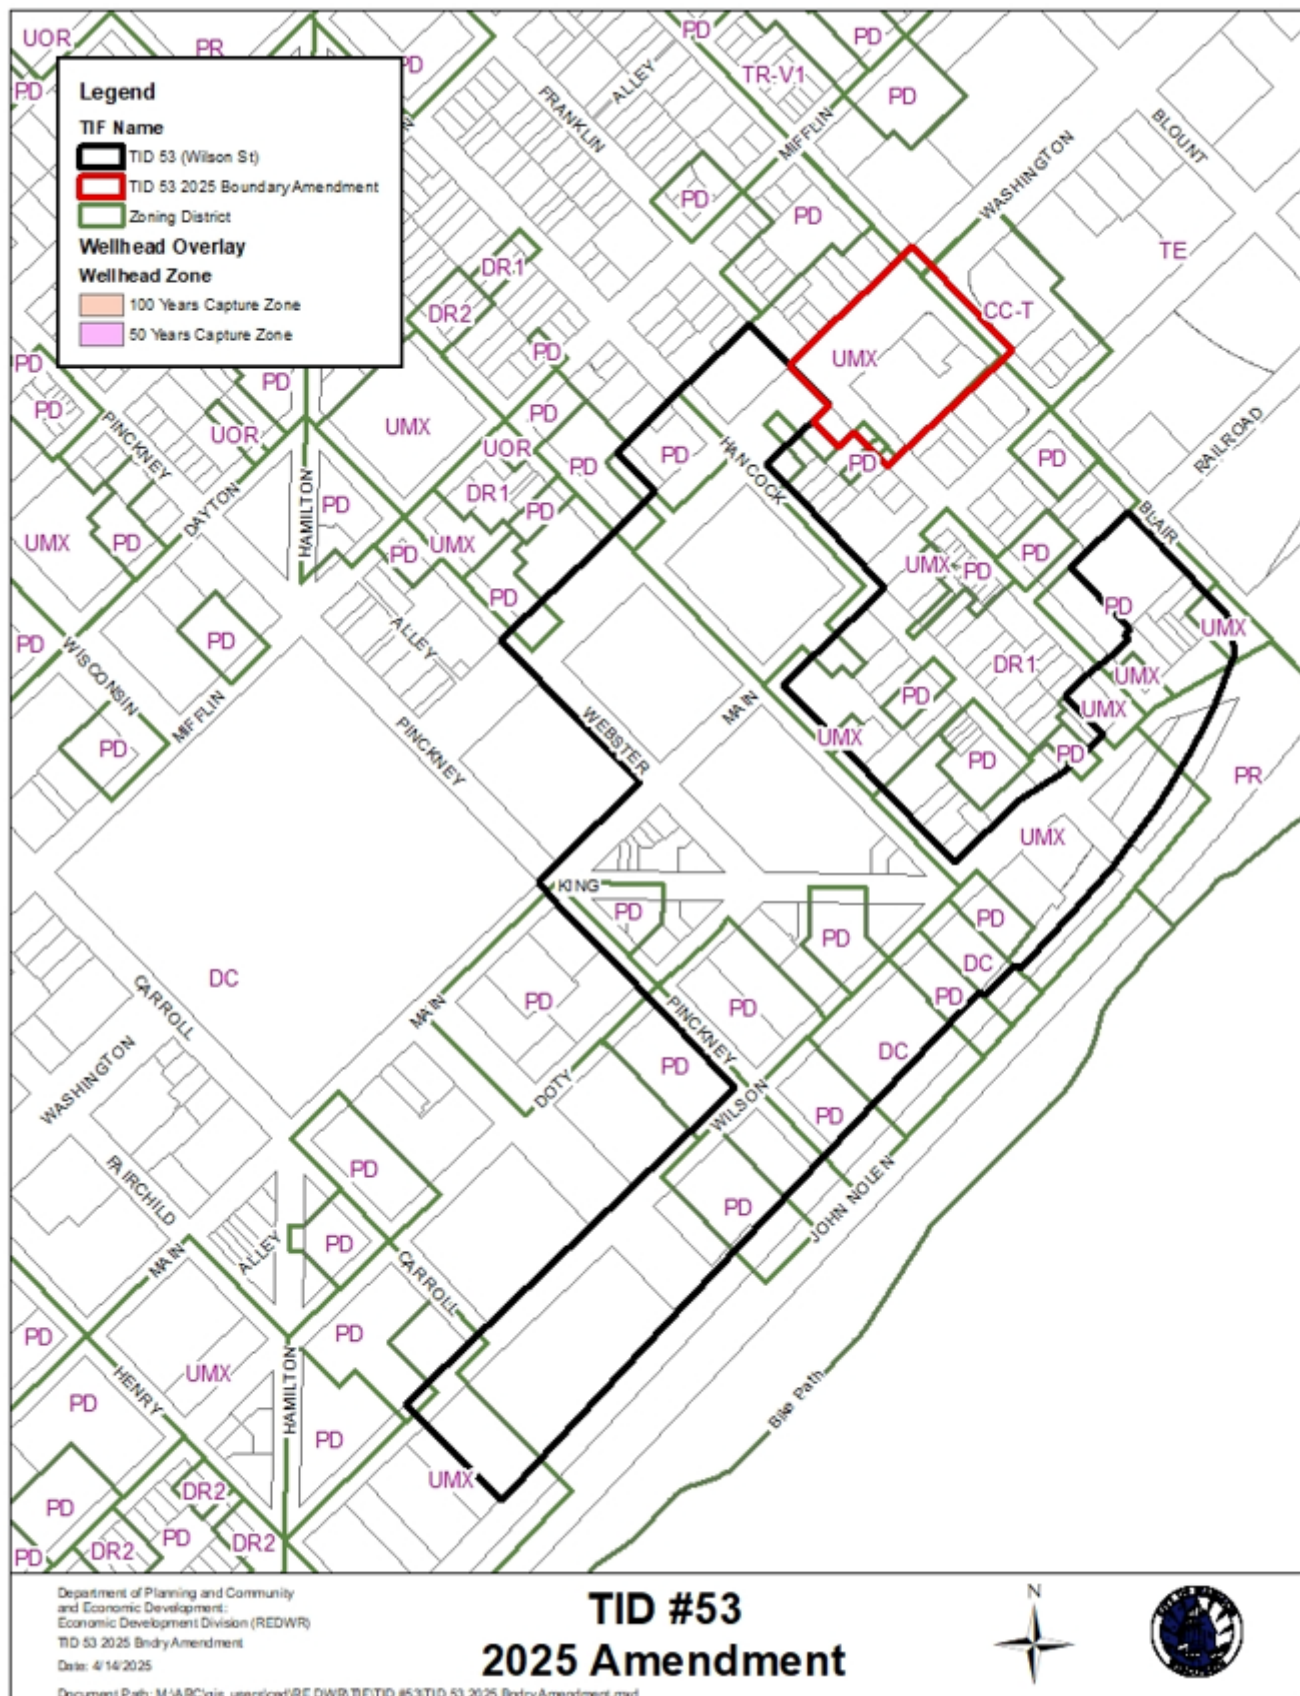 UOR
PR
PD
PD
PD
PD
TR-V1
PD
Legend
TIF Name
TID 53 (Wilson St)
TID 53 2025 Boundary Amendment
Zoning District
Wellhead Overlay
Wellhead Zone
100 Years Capture Zone
50 Years Capture Zone
ALLEY
FRANKLIN
MIFFLIN
BLOUNT
WASHINGTON
PD
PD
TE
DR1
DR2
CC-T
PD
UMX
PD
PD
PD
PD
PINCKNEY
UOR
UMX
UOR
PD
PD
HANCOCK
PD
PD
RAILROAD
DAYTON
HAMILTON
PD
DR1
PD
BLAIR
UMX
PD
PD
UMX
PD
UMX
PD
PD
PD
ALLEY
PD
UMX
PD
PD
WISCONSIN
MIFFLIN
DR1
UMX
PD
UMX
PINCKNEY
WEBSTER
MAIN
UMX
PD
PD
PD
PR
UMX
KING
PD
PD
PD
DC
PD
DC
CARROLL
MAIN
PD
PINCKNEY
PD
DC
WASHINGTON
DOTY
PD
WILSON
PD
FAIRCHILD
PD
PD
JOHN NOLEN
MAIN
ALLEY
PD
CARROLL
PD
PD
UMX
HENRY
HAMILTON
PD
PD
Bike Path
UMX
PD
DR2
PD
PD
DR2
DR2
Department of Planning and Community
and Economic Development:
Economic Development Division (REDWR)
TID 53 2025 Bndry Amendment
Date: 4/14/2025
TID #53
2025 Amendment
N